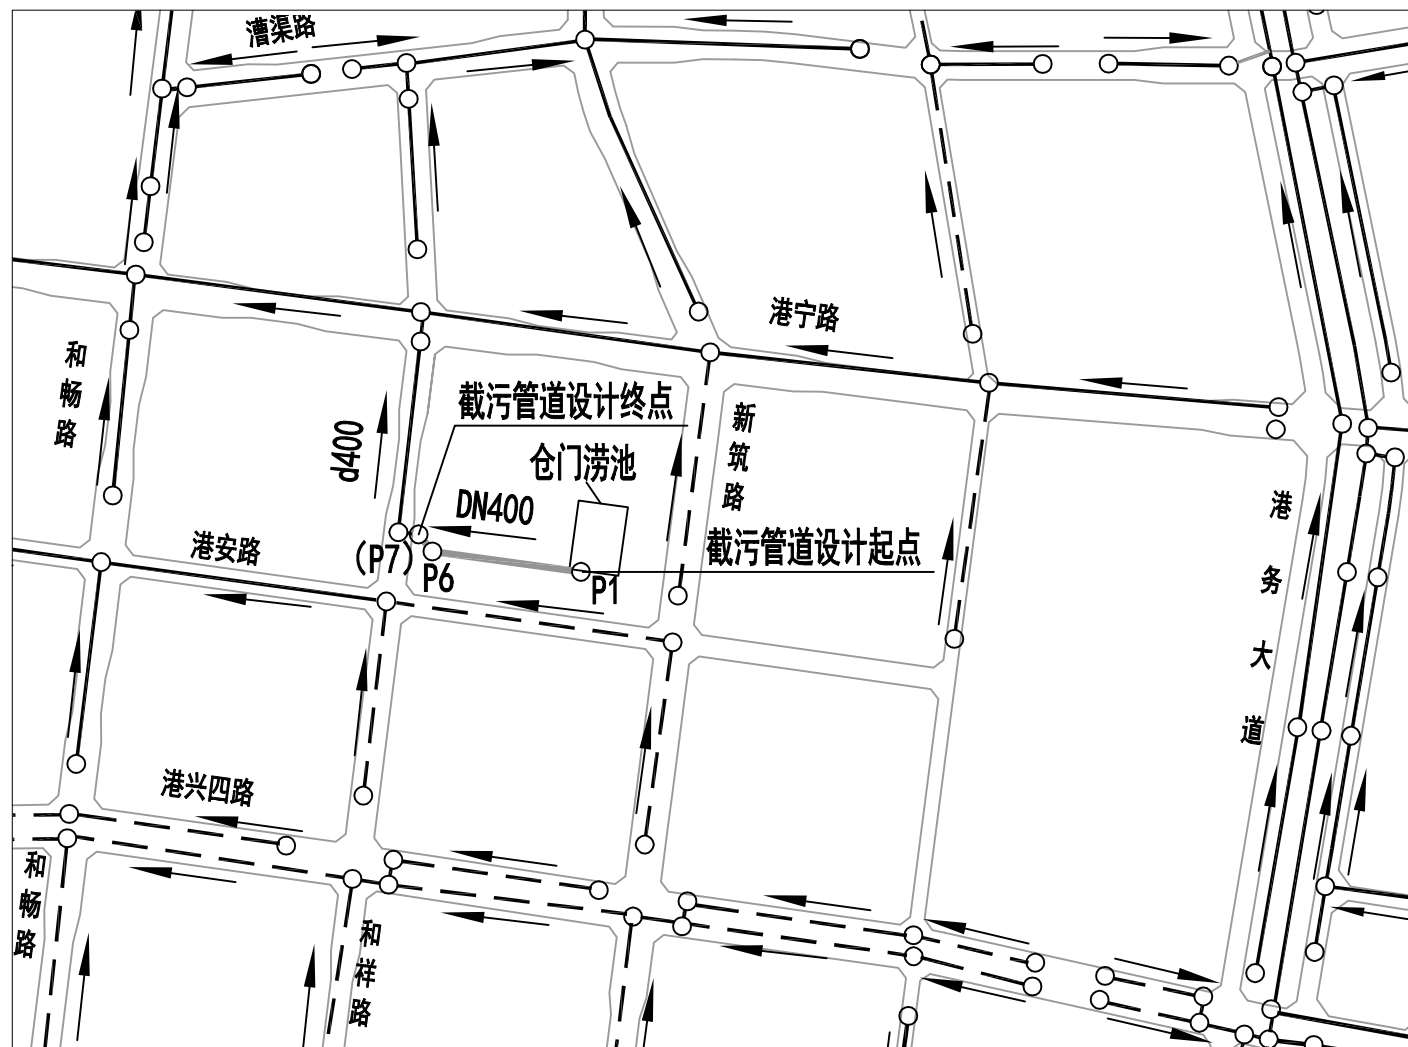 漕渠路
港宁路
和畅路
截污管道设计终点
新筑路
d400
仓门涝池
DN400
港务大道
港安路
(P7)
P6
P1
截污管道设计起点
港兴四路
和畅路
和祥路